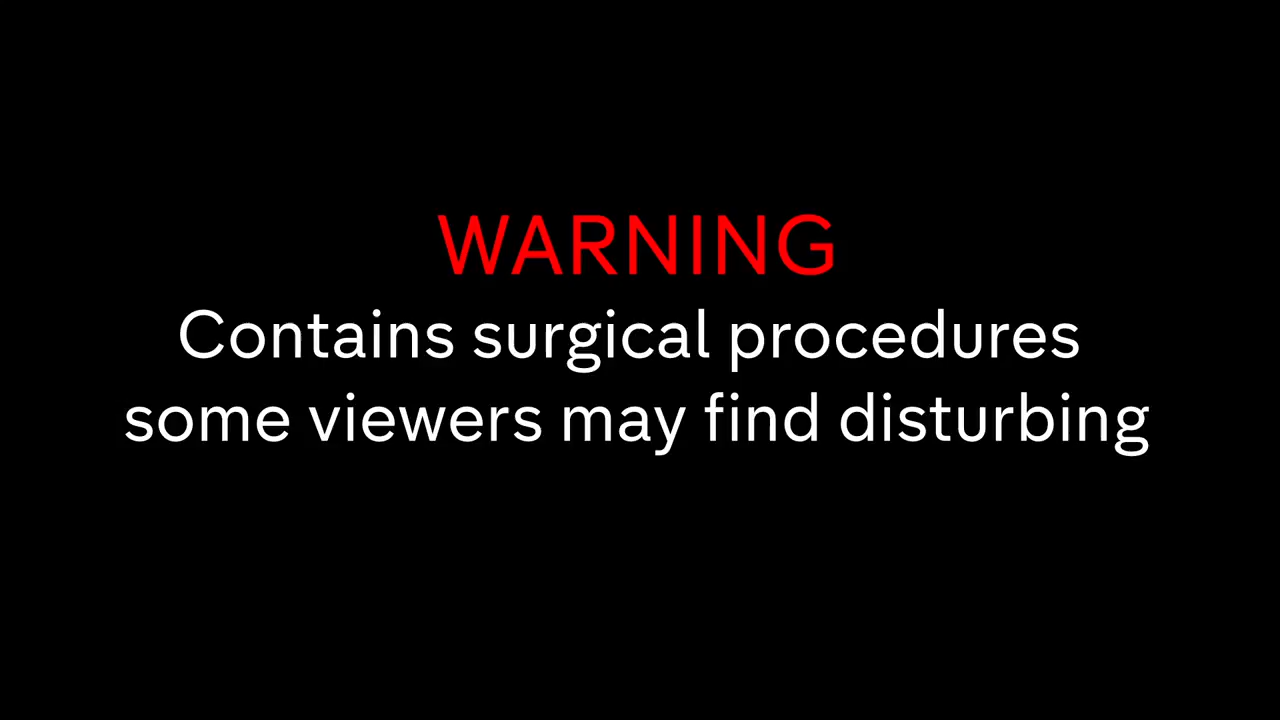 WARNING
Contains surgical procedures
some viewers may find disturbing